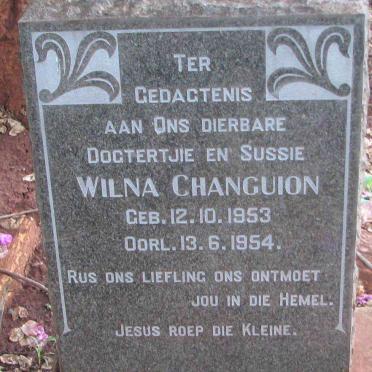 TER
GEDAGTENIS
AAN ONS DIERBARE
DOGTERTJIE EN SUSSIE
WILNA CHANGUION
GEB. 12.10.1953
OORL. 13.6.1954.
RUS ONS LIEFLING ONS ONTMOET
JOU IN DIE HEMEL.
JESUS ROEP DIE KLEINE.